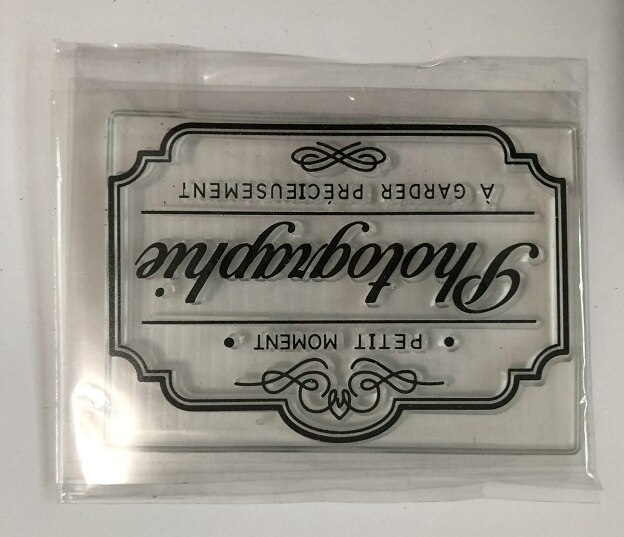 • PETIT MOMENT •
Photographie
À GARDER PRÉCIEUSEMENT